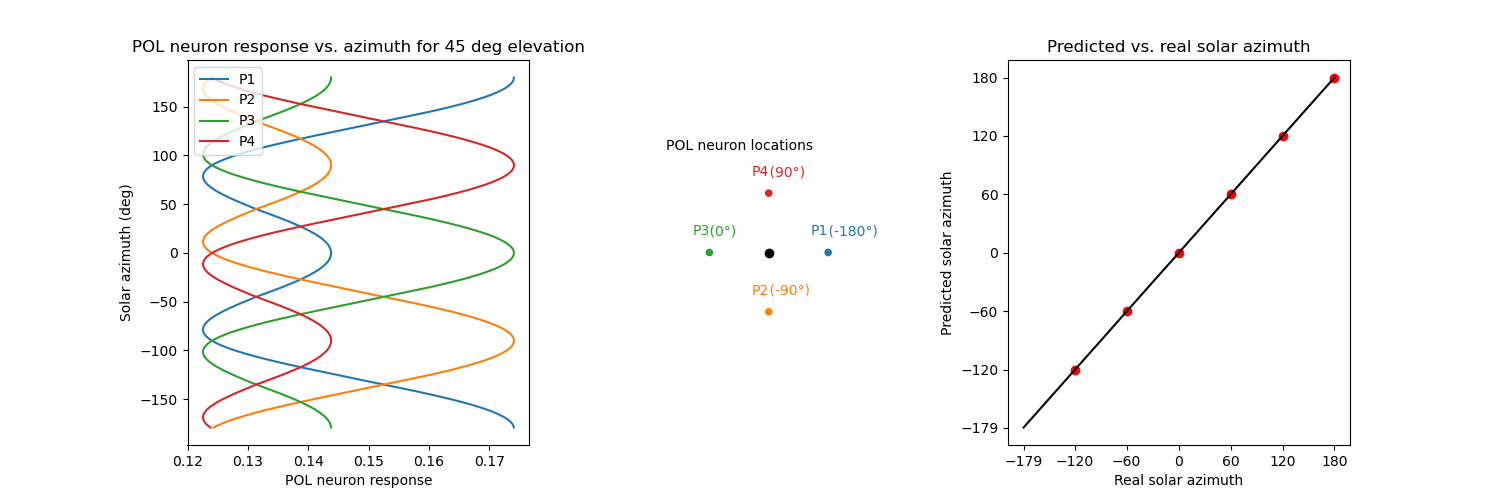 POL neuron response vs. azimuth for 45 deg elevation
P1
P2
P3
P4
150
100
50
0
−50
−100
−150
Solar azimuth (deg)
0.12 0.13 0.14 0.15 0.16 0.17
POL neuron response
POL neuron locations
P4(90°)
P3(0°)
P1(-180°)
P2(-90°)
Predicted vs. real solar azimuth
180
120
60
0
−60
−120
−179
Predicted solar azimuth
−179 −120 −60 0 60 120 180
Real solar azimuth